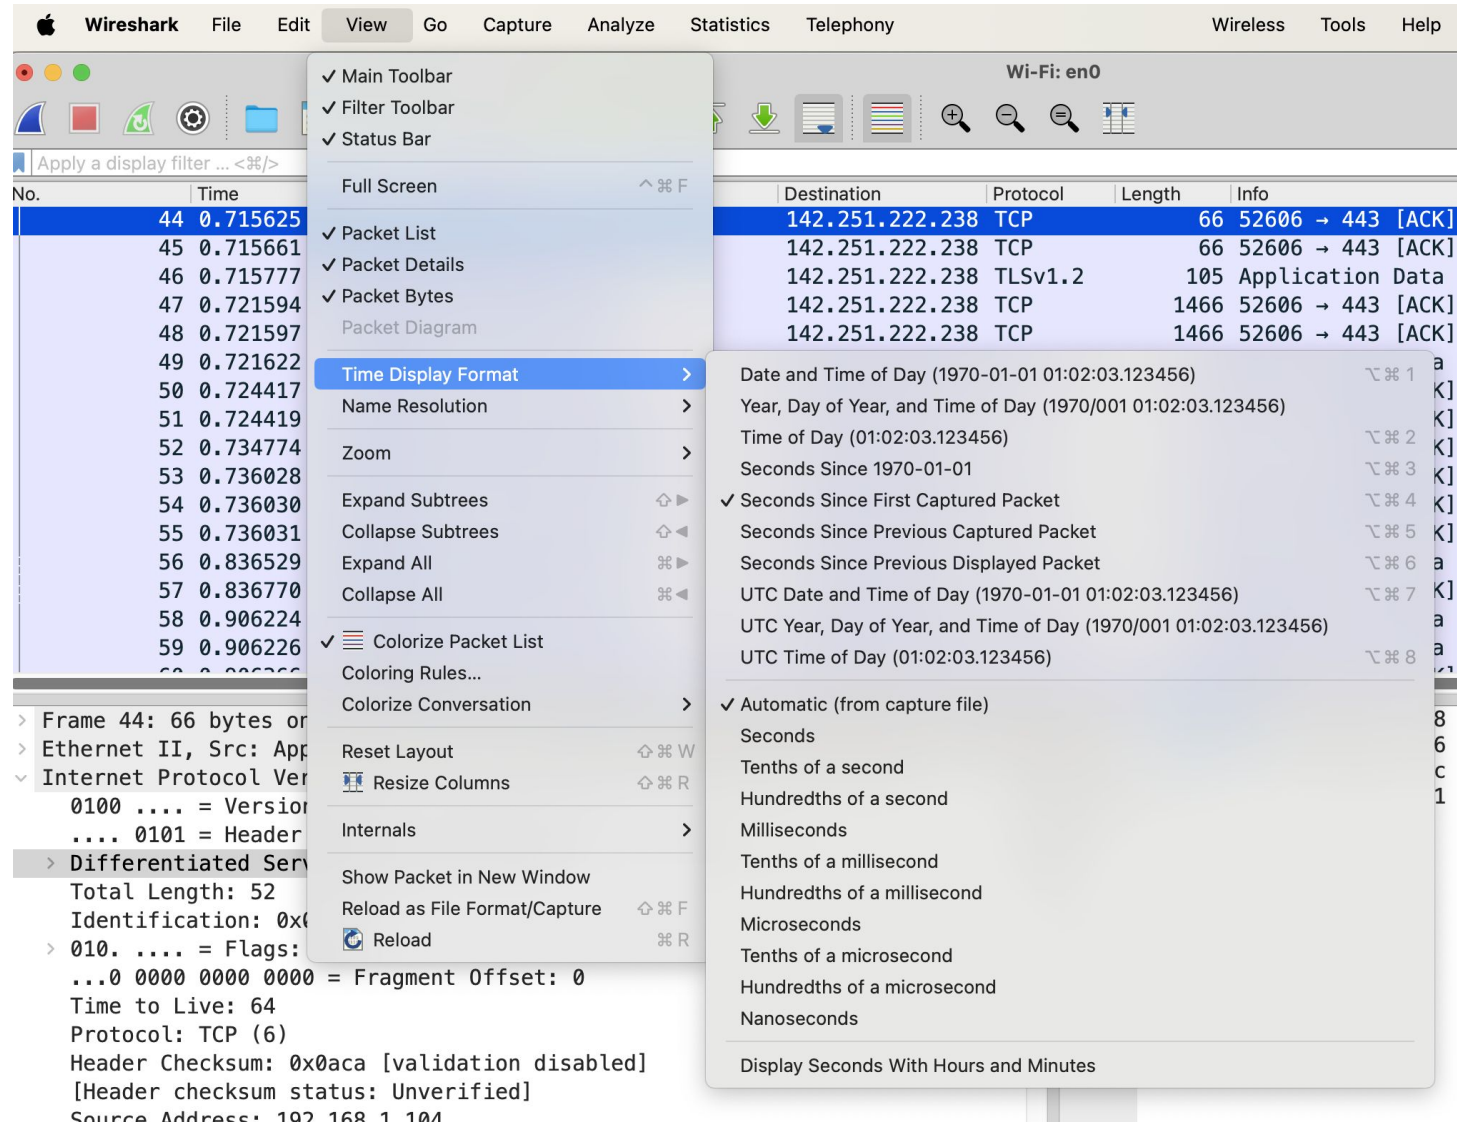 Wireshark File Edit View Go Capture Analyze Statistics Telephony Wireless Tools Help
Wi-Fi: en0
Apply a display filter ... <⌘/>
No. Time Destination Protocol Length Info
44 0.715625 142.251.222.238 TCP 66 52606 → 443 [ACK]
45 0.715661 142.251.222.238 TCP 66 52606 → 443 [ACK]
46 0.715777 142.251.222.238 TLSv1.2 105 Application Data
47 0.721594 142.251.222.238 TCP 1466 52606 → 443 [ACK]
48 0.721597 142.251.222.238 TCP 1466 52606 → 443 [ACK]
49 0.721622
50 0.724417
51 0.724419
52 0.734774
53 0.736028
54 0.736030
55 0.736031
56 0.836529
57 0.836770
58 0.906224
59 0.906226
✓ Main Toolbar
✓ Filter Toolbar
✓ Status Bar
Full Screen ^⌘F
✓ Packet List
✓ Packet Details
✓ Packet Bytes
Packet Diagram
Time Display Format >
Name Resolution >
Zoom >
Expand Subtrees ⇧▶
Collapse Subtrees ⇧◀
Expand All ⌘▶
Collapse All ⌘◀
✓ Colorize Packet List
Coloring Rules...
Colorize Conversation >
Reset Layout ⇧⌘W
Resize Columns ⇧⌘R
Internals >
Show Packet in New Window
Reload as File Format/Capture ⇧⌘F
Reload ⌘R
Date and Time of Day (1970-01-01 01:02:03.123456) ⌥⌘1
Year, Day of Year, and Time of Day (1970/001 01:02:03.123456)
Time of Day (01:02:03.123456) ⌥⌘2
Seconds Since 1970-01-01 ⌥⌘3
✓ Seconds Since First Captured Packet ⌥⌘4
Seconds Since Previous Captured Packet ⌥⌘5
Seconds Since Previous Displayed Packet ⌥⌘6
UTC Date and Time of Day (1970-01-01 01:02:03.123456) ⌥⌘7
UTC Year, Day of Year, and Time of Day (1970/001 01:02:03.123456)
UTC Time of Day (01:02:03.123456) ⌥⌘8
✓ Automatic (from capture file)
Seconds
Tenths of a second
Hundredths of a second
Milliseconds
Tenths of a millisecond
Hundredths of a millisecond
Microseconds
Tenths of a microsecond
Hundredths of a microsecond
Nanoseconds
Display Seconds With Hours and Minutes
Frame 44: 66 bytes on
Ethernet II, Src: App
Internet Protocol Ver
0100 .... = Version
.... 0101 = Header
Differentiated Serv
Total Length: 52
Identification: 0x
010. .... = Flags:
...0 0000 0000 0000 = Fragment Offset: 0
Time to Live: 64
Protocol: TCP (6)
Header Checksum: 0x0aca [validation disabled]
[Header checksum status: Unverified]
Source Address: 192.168.1.104